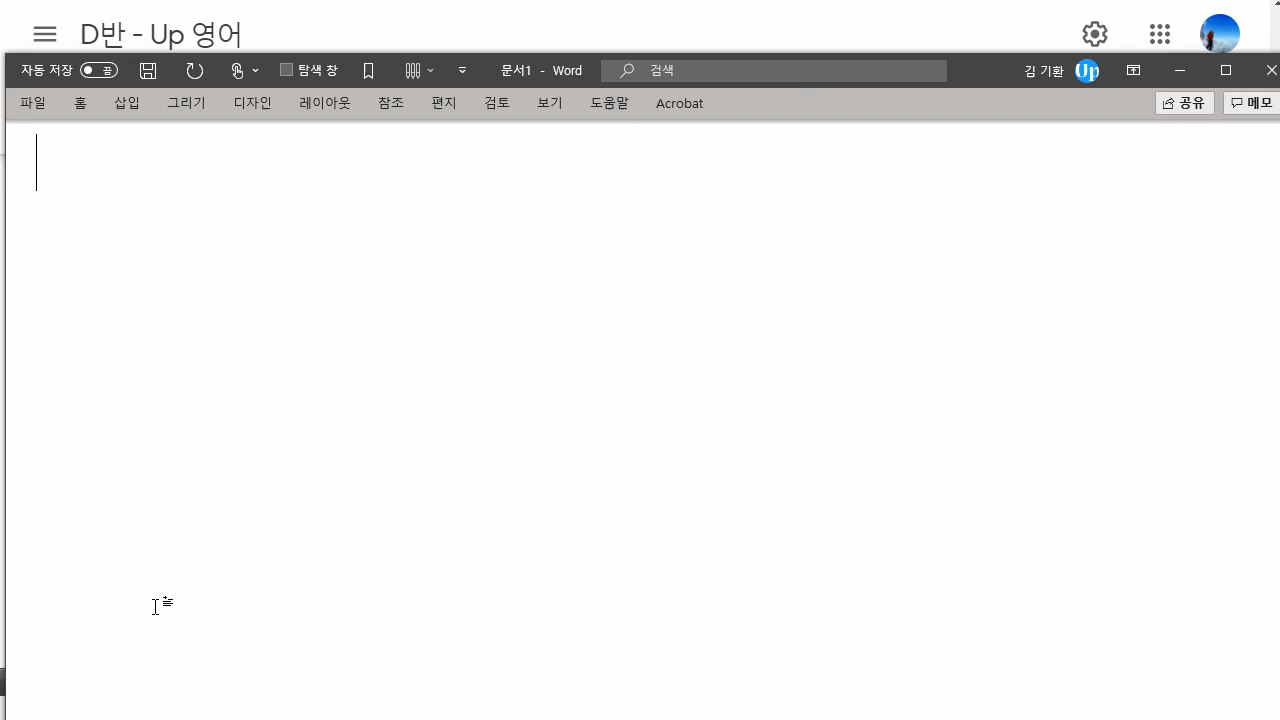 D반 - Up 영어
자동 저장 끔 탐색 창 문서1 - Word 검색 김 기환 Up
파일 홈 삽입 그리기 디자인 레이아웃 참조 편지 검토 보기 도움말 Acrobat 공유 메모